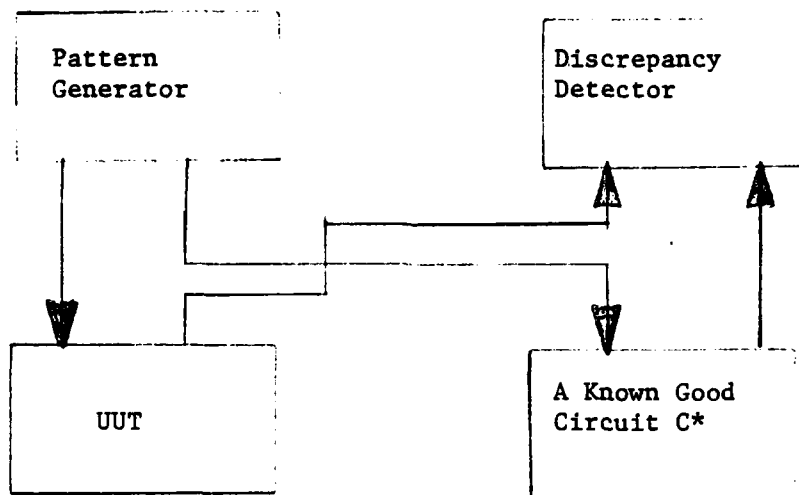 Pattern
Generator
Discrepancy
Detector
UUT
A Known Good
Circuit C*